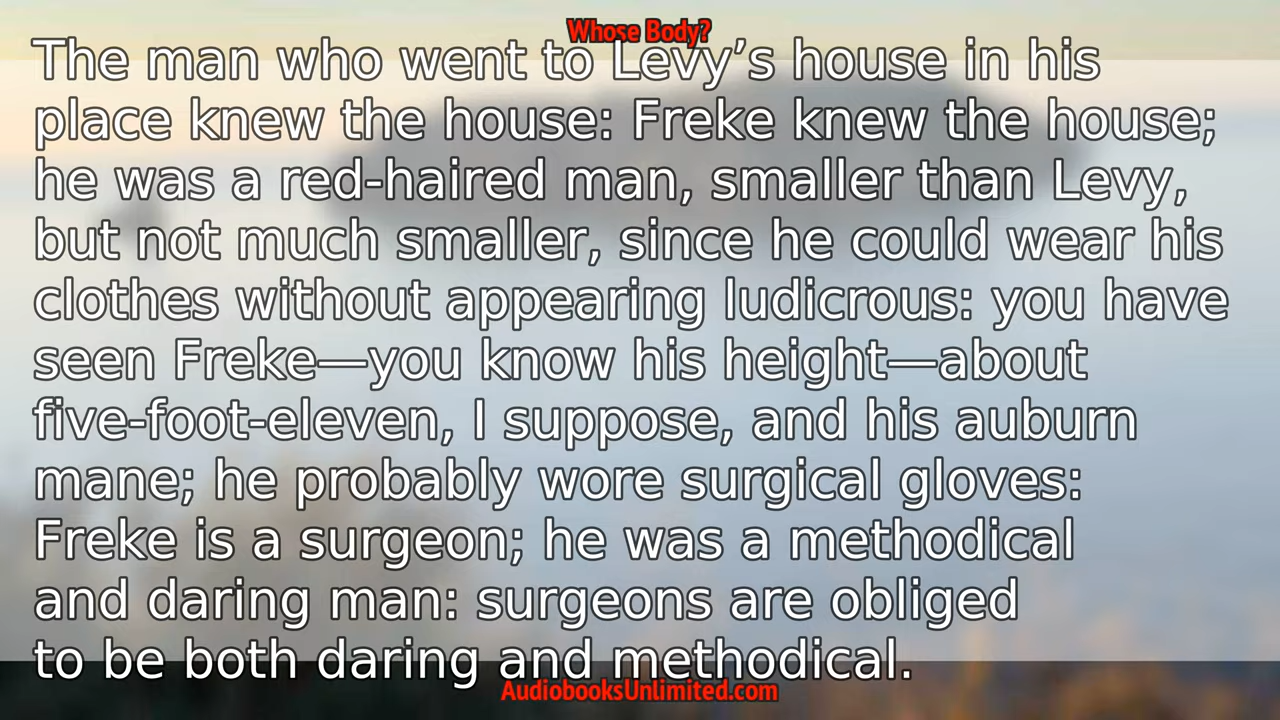 Whose Body?
The man who went to Levy’s house in his
place knew the house: Freke knew the house;
he was a red-haired man, smaller than Levy,
but not much smaller, since he could wear his
clothes without appearing ludicrous: you have
seen Freke—you know his height—about
five-foot-eleven, I suppose, and his auburn
mane; he probably wore surgical gloves:
Freke is a surgeon; he was a methodical
and daring man: surgeons are obliged
to be both daring and methodical.
AudiobooksUnlimited.com